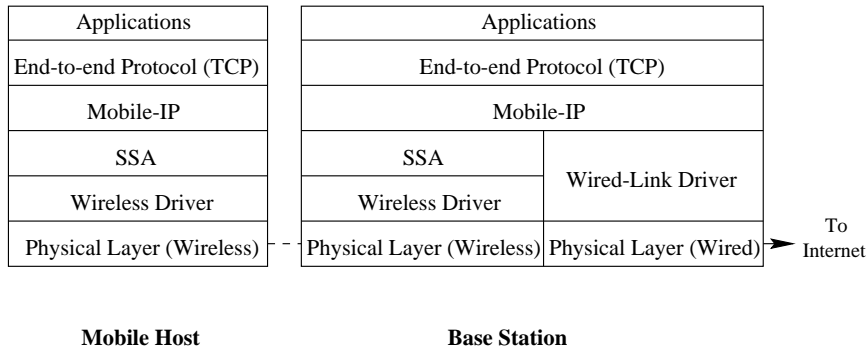 Applications
End-to-end Protocol (TCP)
Mobile-IP
SSA
Wireless Driver
Physical Layer (Wireless)
Mobile Host
Applications
End-to-end Protocol (TCP)
Mobile-IP
SSA
Wireless Driver
Physical Layer (Wireless)
Wired-Link Driver
Physical Layer (Wired)
To
Internet
Base Station